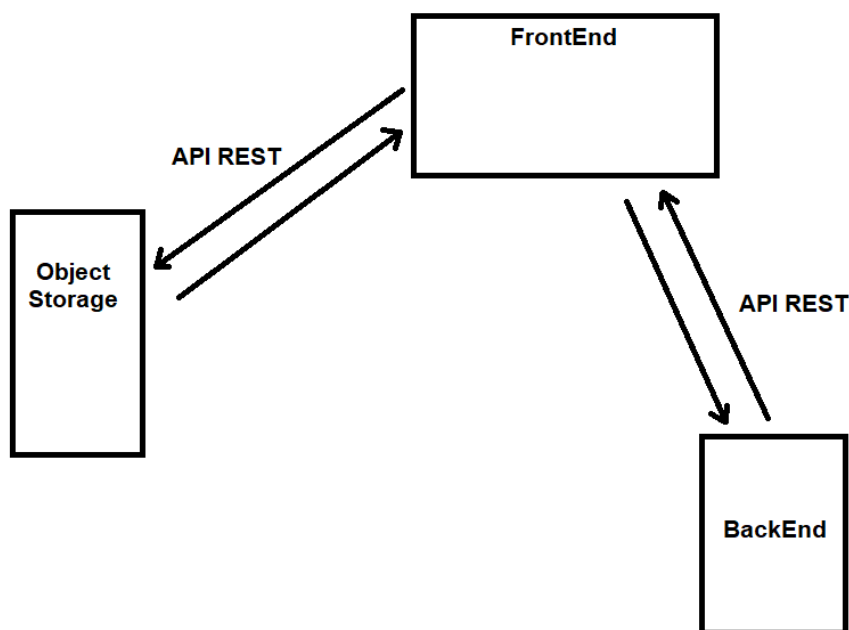 FrontEnd
API REST
Object
Storage
API REST
BackEnd